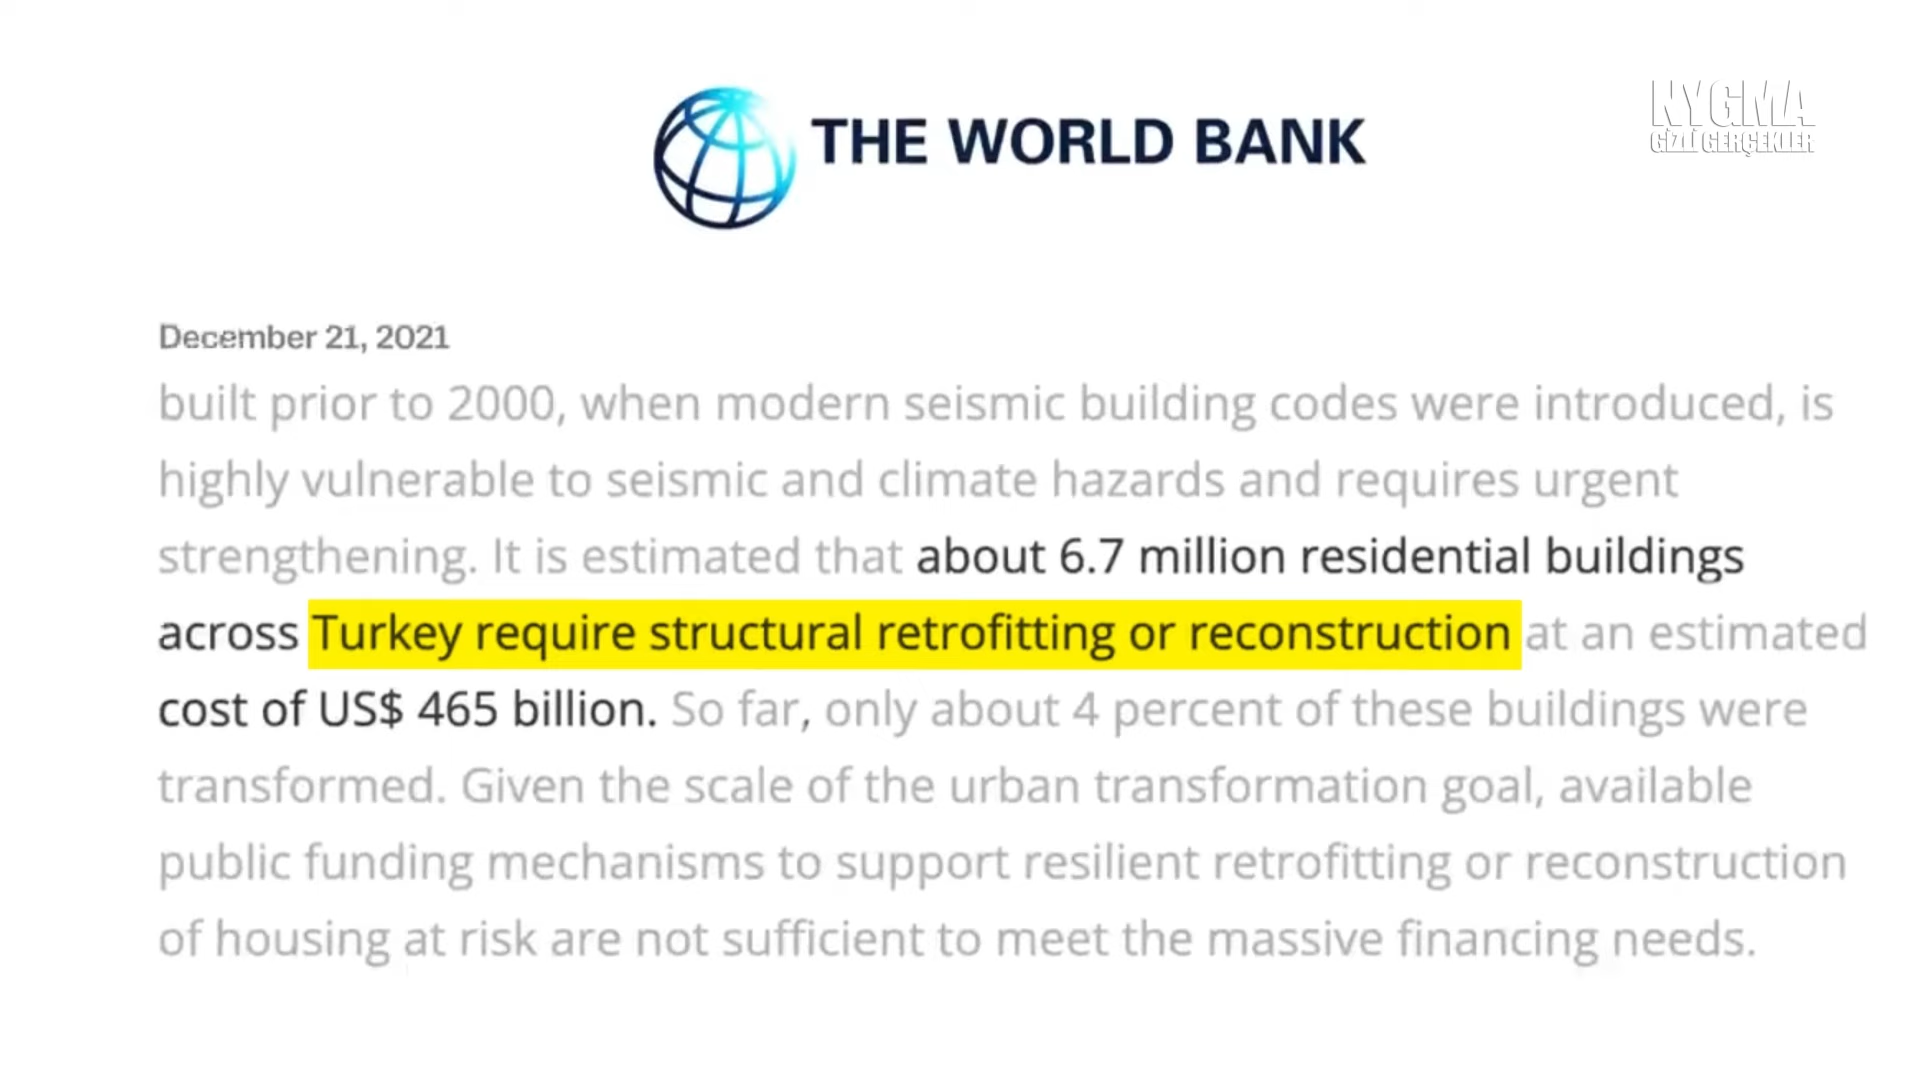 THE WORLD BANK
NYGMA
GİZLİ GERÇEKLER
December 21, 2021
built prior to 2000, when modern seismic building codes were introduced, is
highly vulnerable to seismic and climate hazards and requires urgent
strengthening. It is estimated that about 6.7 million residential buildings
across Turkey require structural retrofitting or reconstruction at an estimated
cost of US$ 465 billion. So far, only about 4 percent of these buildings were
transformed. Given the scale of the urban transformation goal, available
public funding mechanisms to support resilient retrofitting or reconstruction
of housing at risk are not sufficient to meet the massive financing needs.